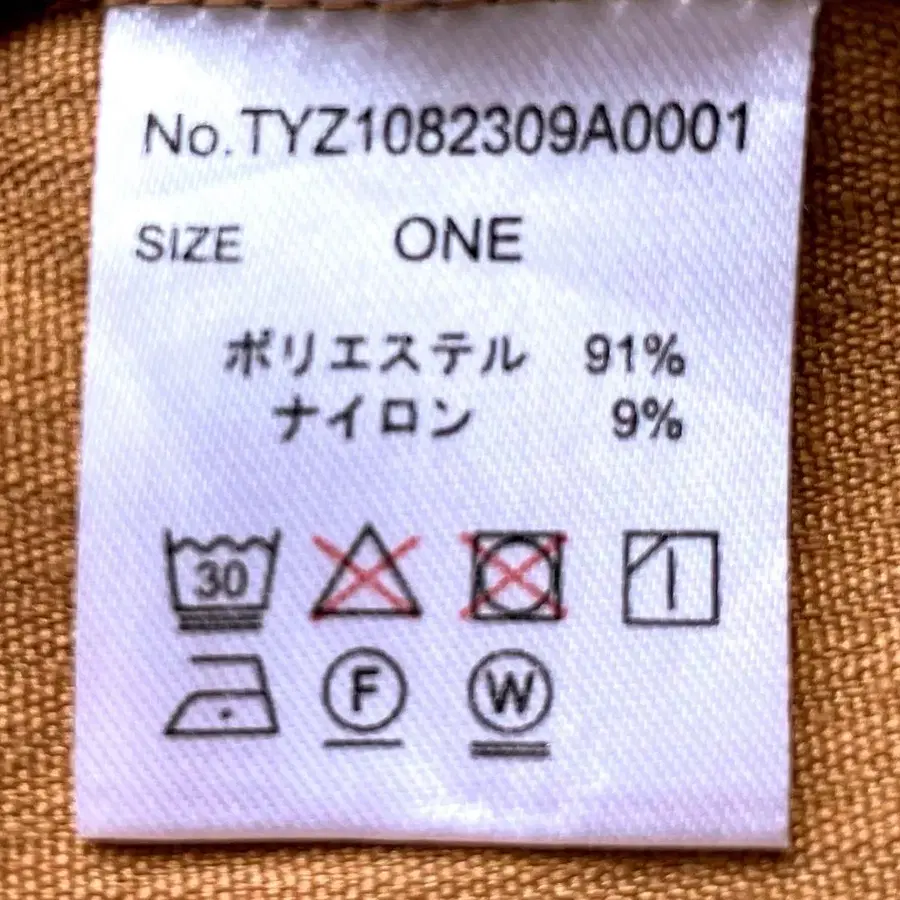 No.TYZ1082309A0001
SIZE ONE
ポリエステル 91%
ナイロン 9%
30
F W